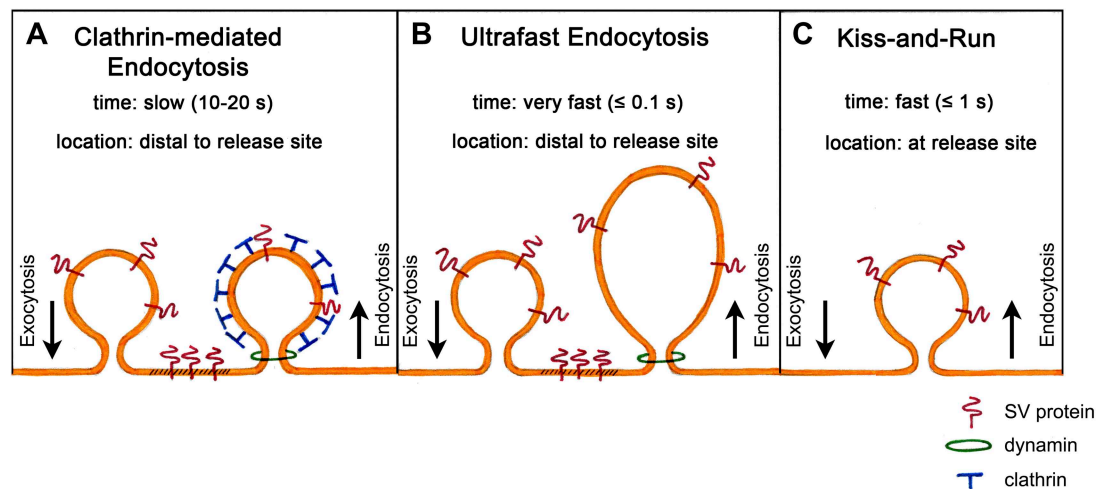 A
Clathrin-mediated
Endocytosis
time: slow (10-20 s)
location: distal to release site
Exocytosis
Endocytosis
B
Ultrafast Endocytosis
time: very fast (≤ 0.1 s)
location: distal to release site
Exocytosis
Endocytosis
C
Kiss-and-Run
time: fast (≤ 1 s)
location: at release site
Exocytosis
Endocytosis
SV protein
dynamin
clathrin